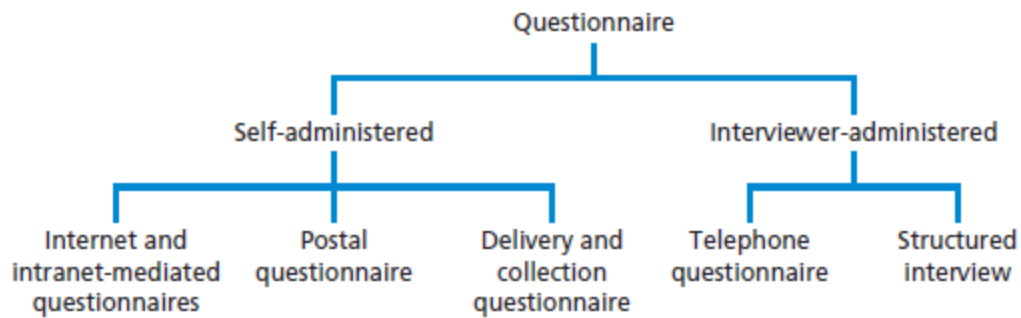 Questionnaire
Self-administered
Interviewer-administered
Internet and
intranet-mediated
questionnaires
Postal
questionnaire
Delivery and
collection
questionnaire
Telephone
questionnaire
Structured
interview